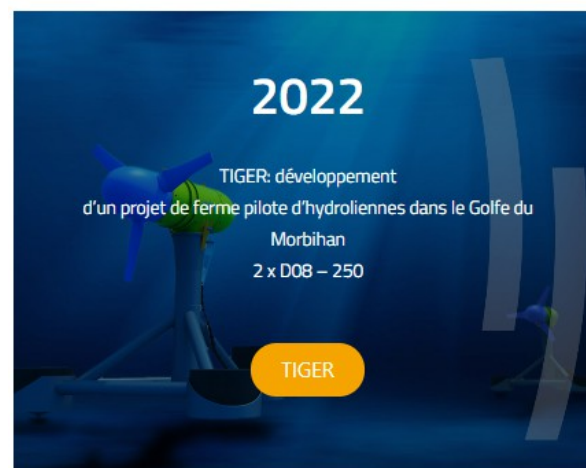 2022
TIGER: développement
d'un projet de ferme pilote d'hydroliennes dans le Golfe du
Morbihan
2 x D08 – 250
TIGER